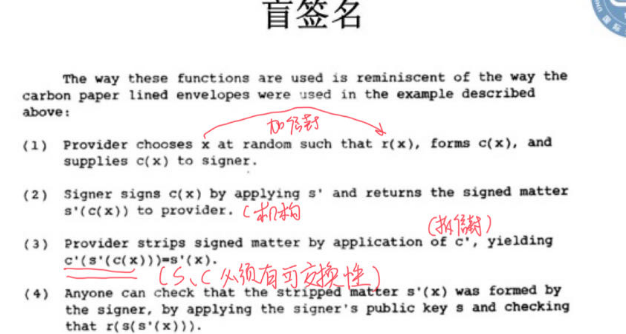 盲签名
The way these functions are used is reminiscent of the way the
carbon paper lined envelopes were used in the example described
above:
加信封
(1) Provider chooses x at random such that r(x), forms c(x), and
supplies c(x) to signer.
(2) Signer signs c(x) by applying s' and returns the signed matter
s'(c(x)) to provider. (机构
(拆信封)
(3) Provider strips signed matter by application of c', yielding
c'(s'(c(x)))=s'(x).
(S、C 必须有可交换性)
(4) Anyone can check that the stripped matter s'(x) was formed by
the signer, by applying the signer's public key s and checking
that r(s(s'(x))).